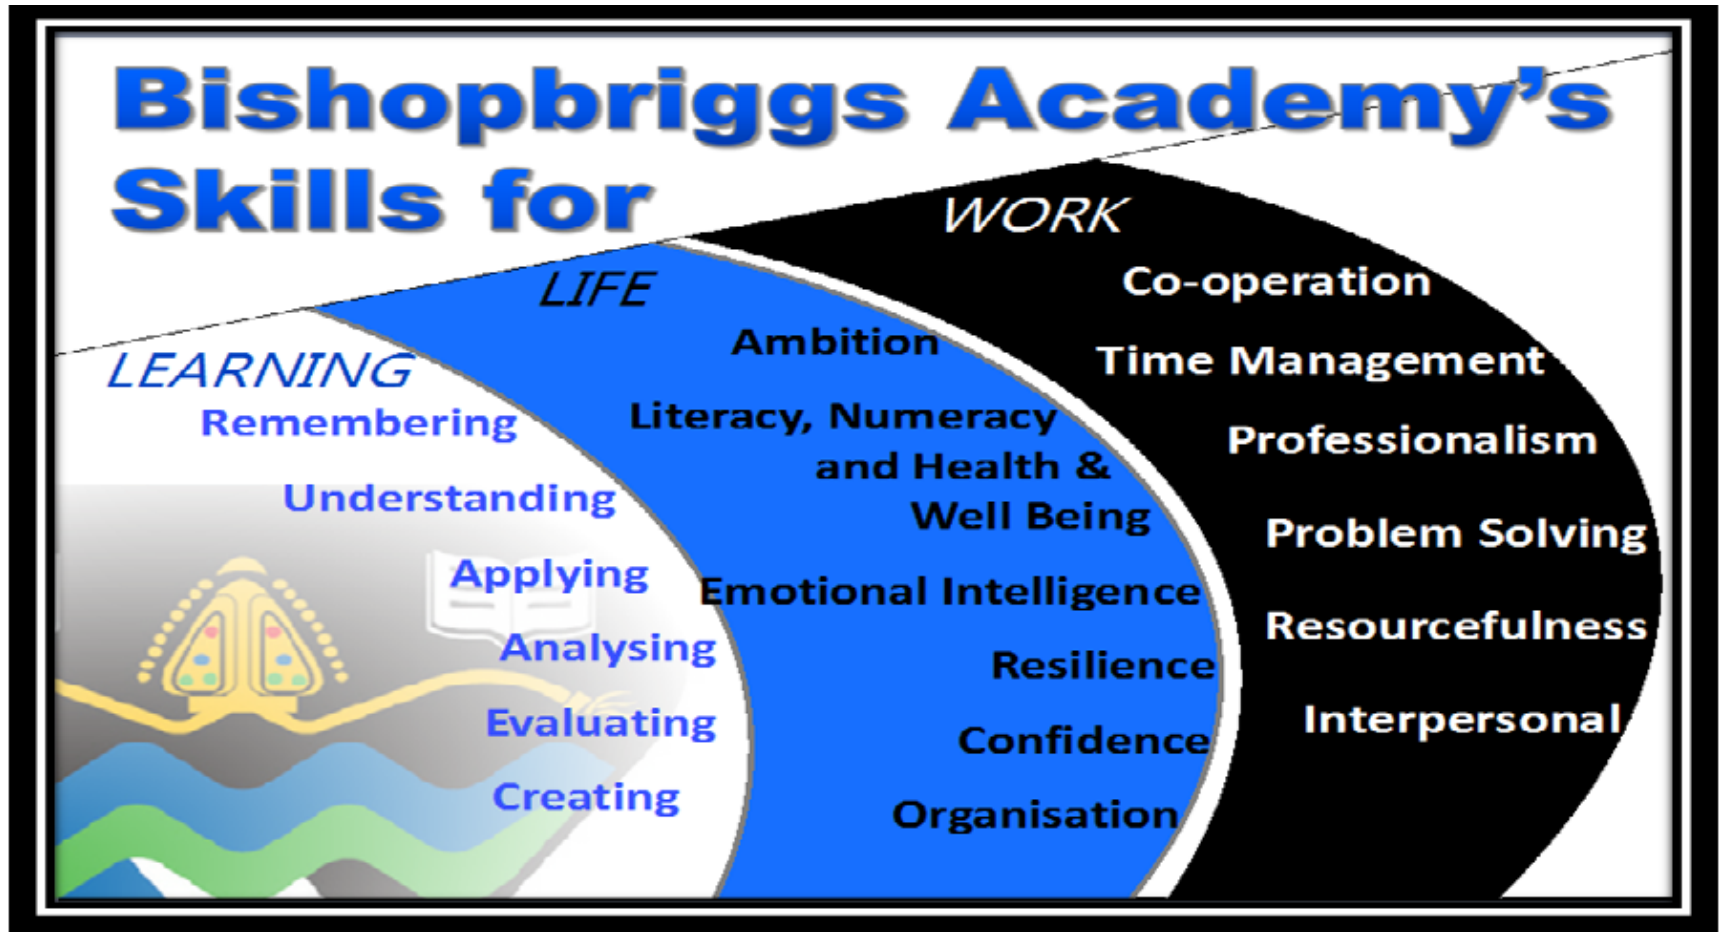 Bishopbriggs Academy's
Skills for
LEARNING
Remembering
Understanding
Applying
Analysing
Evaluating
Creating
LIFE
Ambition
Literacy, Numeracy
and Health &
Well Being
Emotional Intelligence
Resilience
Confidence
Organisation
WORK
Co-operation
Time Management
Professionalism
Problem Solving
Resourcefulness
Interpersonal